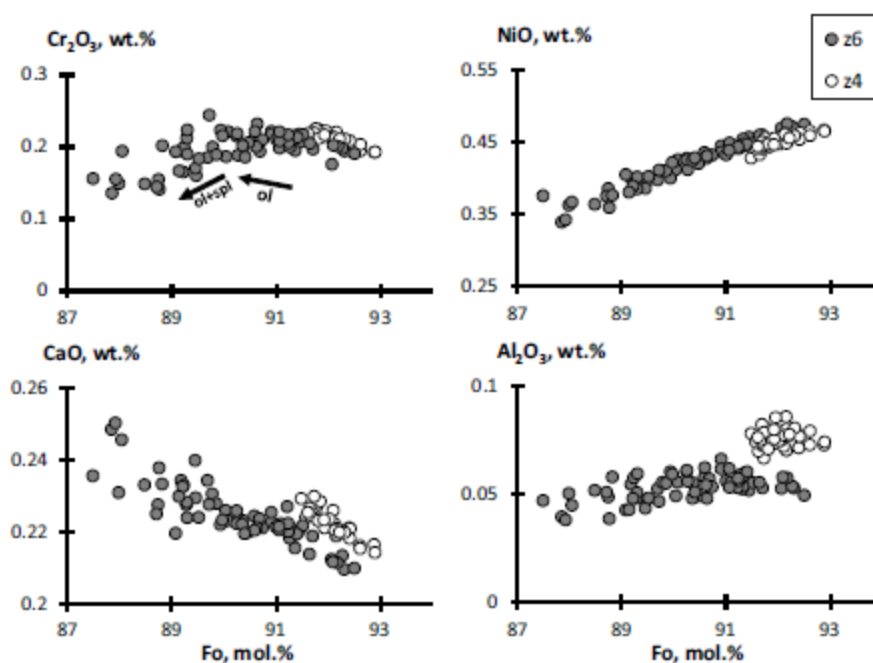 Cr₂O₃, wt.%
0.3
0.2
0.1
0
87 89 91 93
ol+spl
ol
NiO, wt.%
0.55
0.45
0.35
0.25
87 89 91 93
z6
z4
CaO, wt.%
0.26
0.24
0.22
0.2
87 89 91 93
Fo, mol.%
Al₂O₃, wt.%
0.1
0.05
0
87 89 91 93
Fo, mol.%